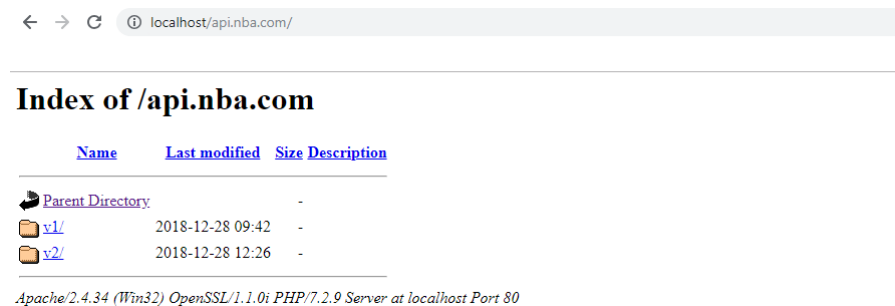 localhost/api.nba.com/
Index of /api.nba.com
Name Last modified Size Description
Parent Directory -
v1/ 2018-12-28 09:42 -
v2/ 2018-12-28 12:26 -
Apache/2.4.34 (Win32) OpenSSL/1.1.0i PHP/7.2.9 Server at localhost Port 80